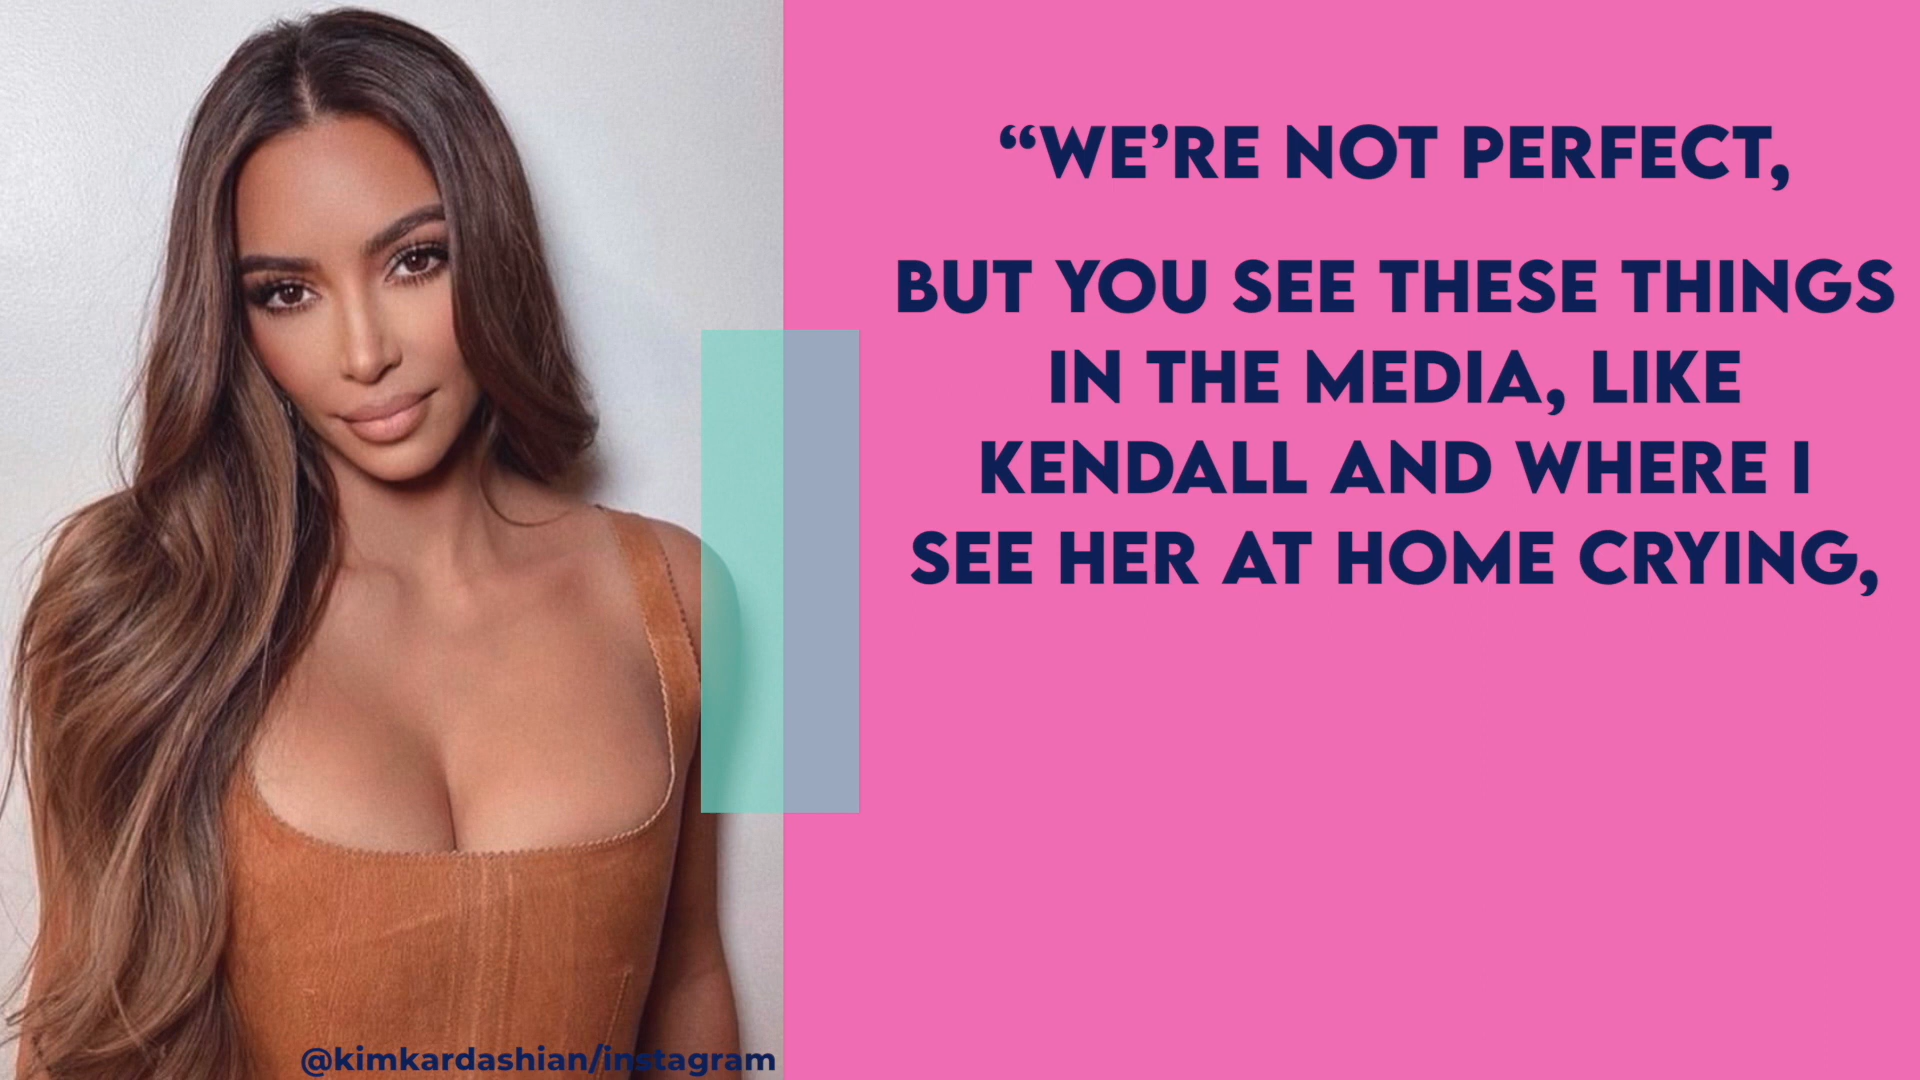 “WE’RE NOT PERFECT,
BUT YOU SEE THESE THINGS
IN THE MEDIA, LIKE
KENDALL AND WHERE I
SEE HER AT HOME CRYING,
@kimkardashian/instagram